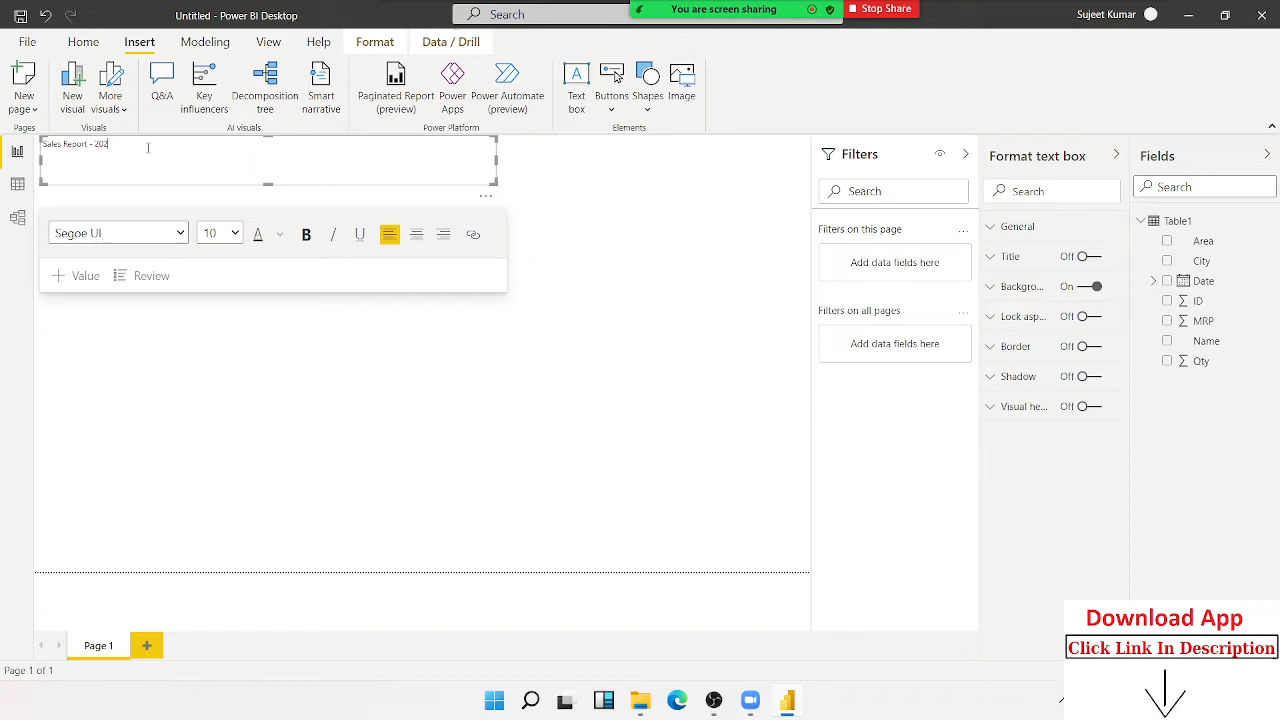 Untitled - Power BI Desktop
Search
You are screen sharing
Stop Share
Sujeet Kumar
File
Home
Insert
Modeling
View
Help
Format
Data / Drill
New page
New visual
More visuals
Q&A
Key influencers
Decomposition tree
Smart narrative
Paginated Report (preview)
Power Apps
Power Automate (preview)
Text box
Buttons
Shapes
Image
Pages
Visuals
AI visuals
Power Platform
Elements
Sales Report - 202
Segoe UI
10
A
B
I
U
Value
Review
Filters
Search
Filters on this page
Add data fields here
Filters on all pages
Add data fields here
Format text box
Search
General
Title Off
Backgro... On
Lock asp... Off
Border Off
Shadow Off
Visual he... Off
Fields
Search
Table1
Area
City
Date
ID
MRP
Name
Qty
Page 1
Page 1 of 1
Download App
Click Link In Description